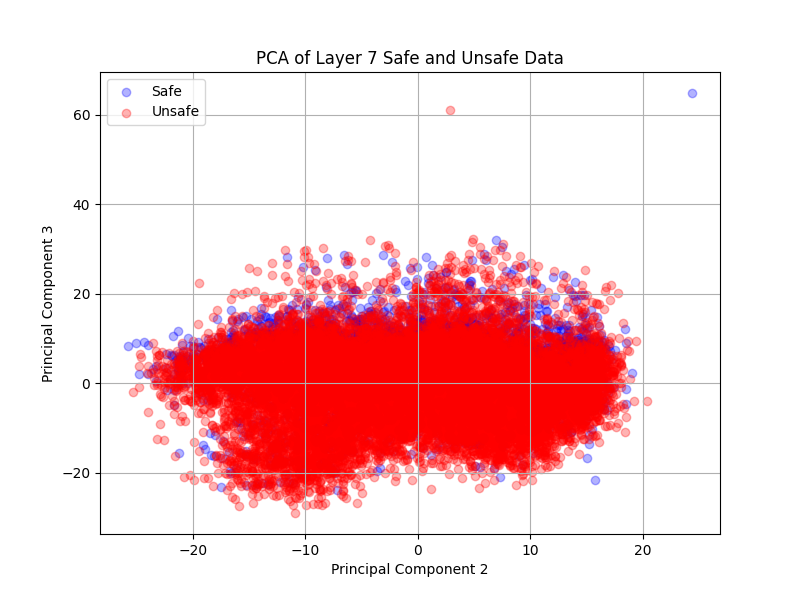 PCA of Layer 7 Safe and Unsafe Data
Safe
Unsafe
60
40
20
0
−20
Principal Component 3
−20
−10
0
10
20
Principal Component 2